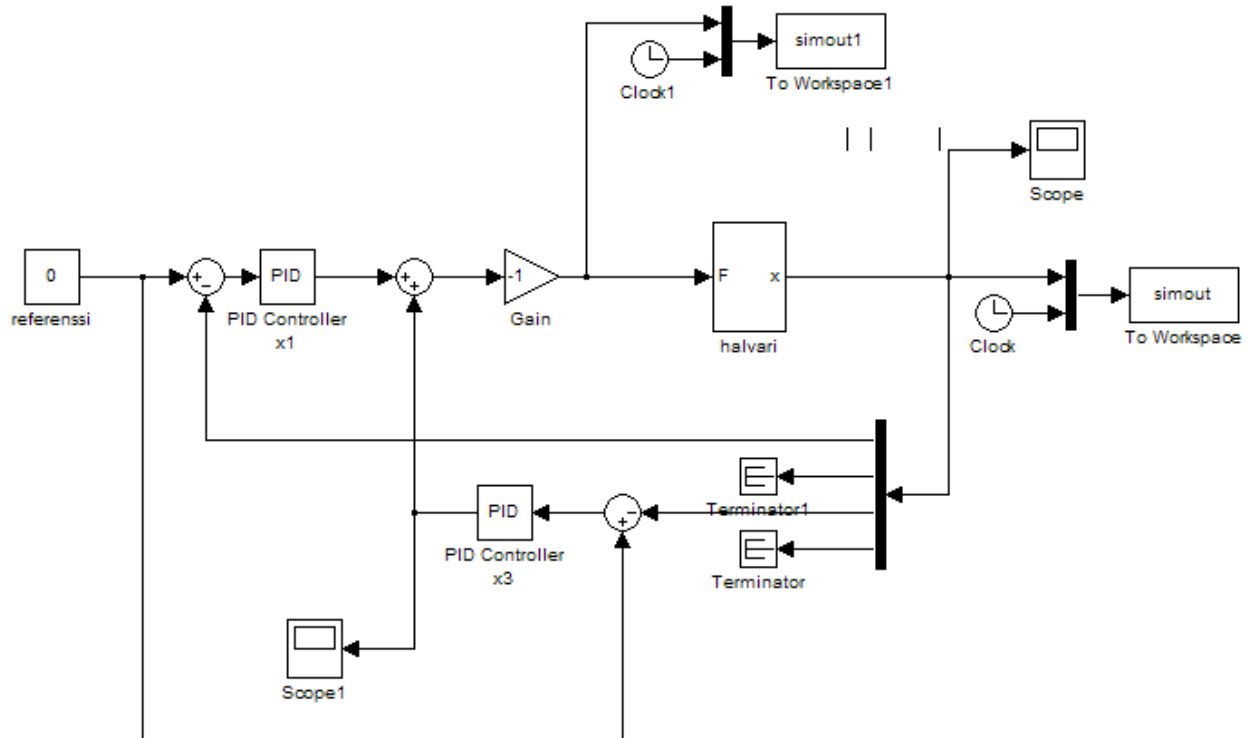 simout1
Clock1
To Workspace1
Scope
0
+
−
PID
+
+
-1
F
x
simout
referenssi
PID Controller
x1
Gain
halvari
Clock
To Workspace
Terminator1
PID
+
−
PID Controller
x3
Terminator
Scope1